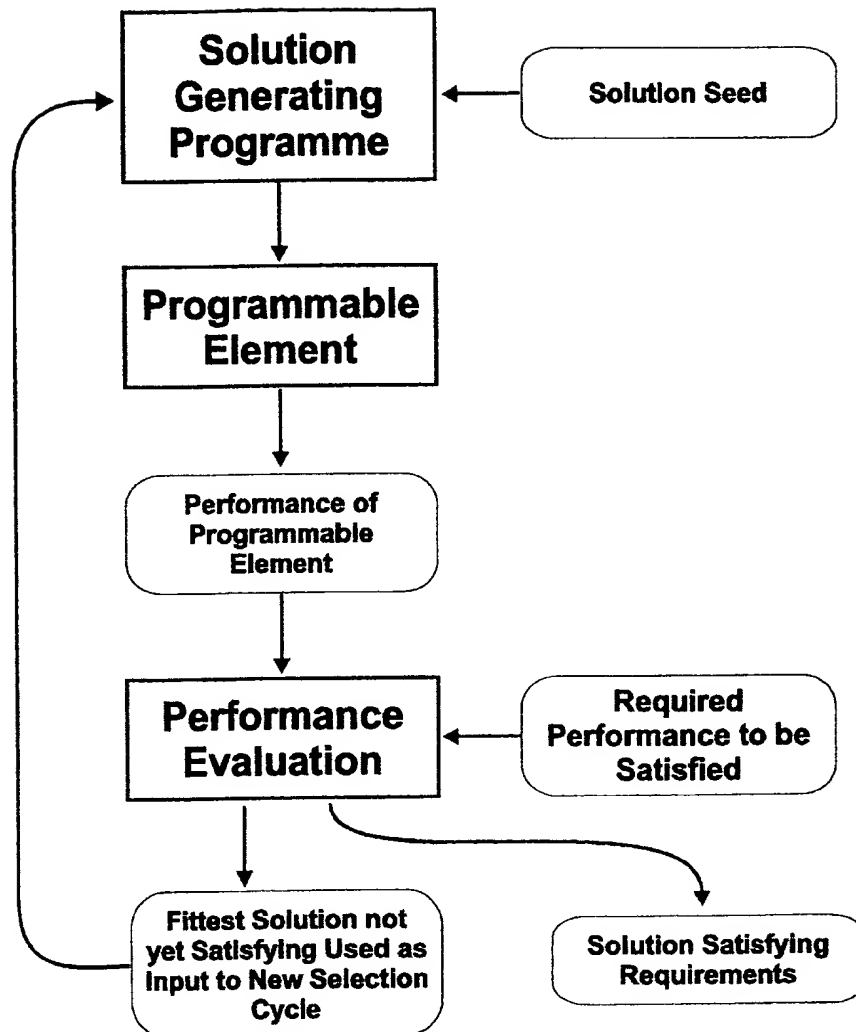 Solution
Generating
Programme
Solution Seed
Programmable
Element
Performance of
Programmable
Element
Performance
Evaluation
Required
Performance to be
Satisfied
Fittest Solution not
yet Satisfying Used as
Input to New Selection
Cycle
Solution Satisfying
Requirements